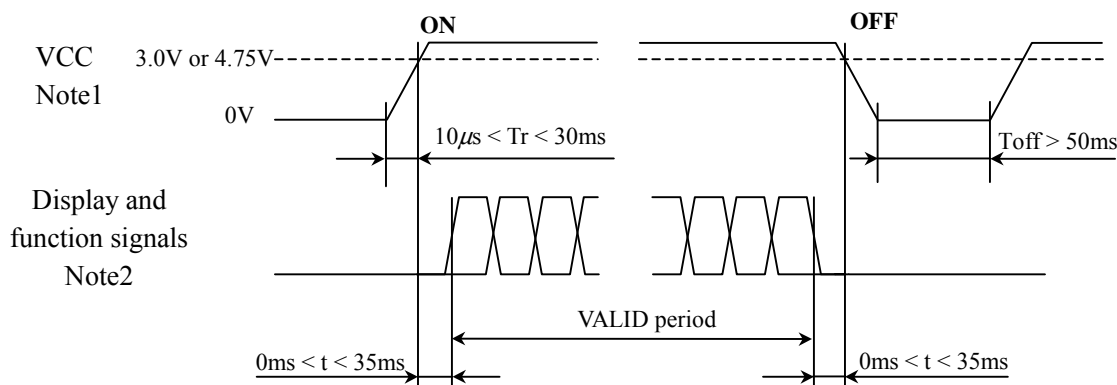 ON
OFF
VCC
Note1
3.0V or 4.75V
0V
10μs < Tr < 30ms
Toff > 50ms
Display and
function signals
Note2
VALID period
0ms < t < 35ms
0ms < t < 35ms